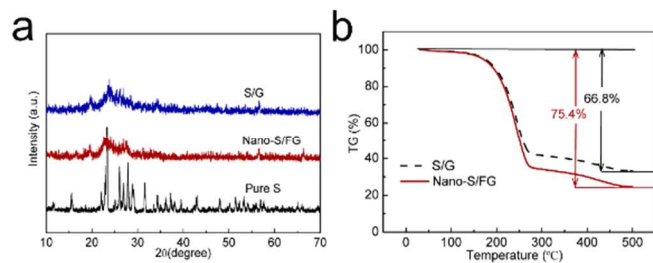 a
Intensity (a.u.)
S/G
Nano-S/FG
Pure S
10 20 30 40 50 60 70
2θ(degree)
b
TG (%)
100
80
60
40
20
0
75.4%
66.8%
S/G
Nano-S/FG
0 100 200 300 400 500
Temperature (℃)